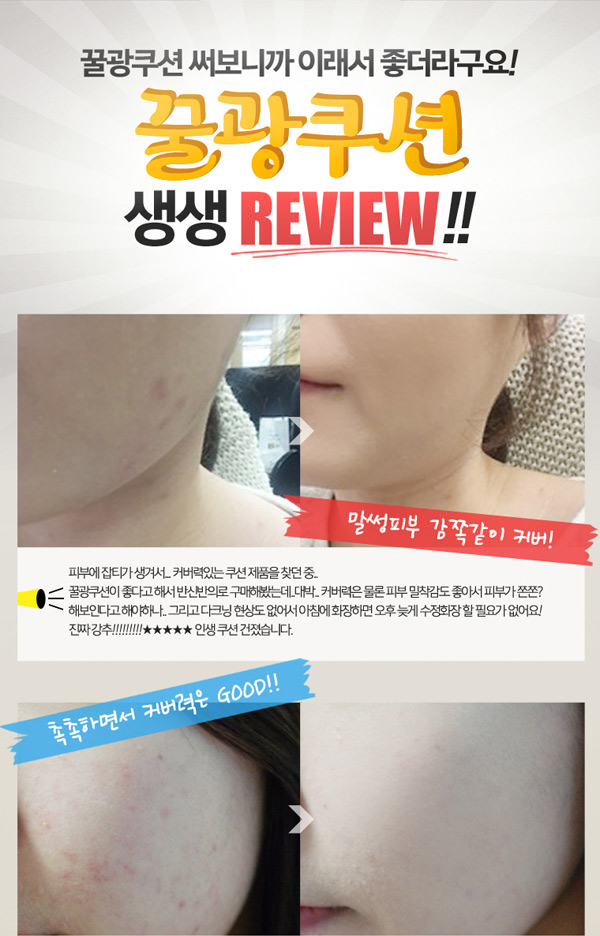 꿀광쿠션 써보니까 이래서 좋더라구요!
꿀광쿠션
생생 REVIEW!!
말썽피부 감쪽같이 커버!
피부에 잡티가 생겨서... 커버력있는 쿠션 제품을 찾던 중..
꿀광쿠션이 좋다고 해서 반신반의로 구매해봤는데..대박.. 커버력은 물론 피부 밀착감도 좋아서 피부가 쫀쫀?
해보인다고 해야하나.. 그리고 다크닝 현상도 없어서 아침에 화장하면 오후 늦게 수정화장 할 필요가 없어요!
진짜 강추!!!!!!!!!★★★★★ 인생 쿠션 건졌습니다.
촉촉하면서 커버력은 GOOD!!